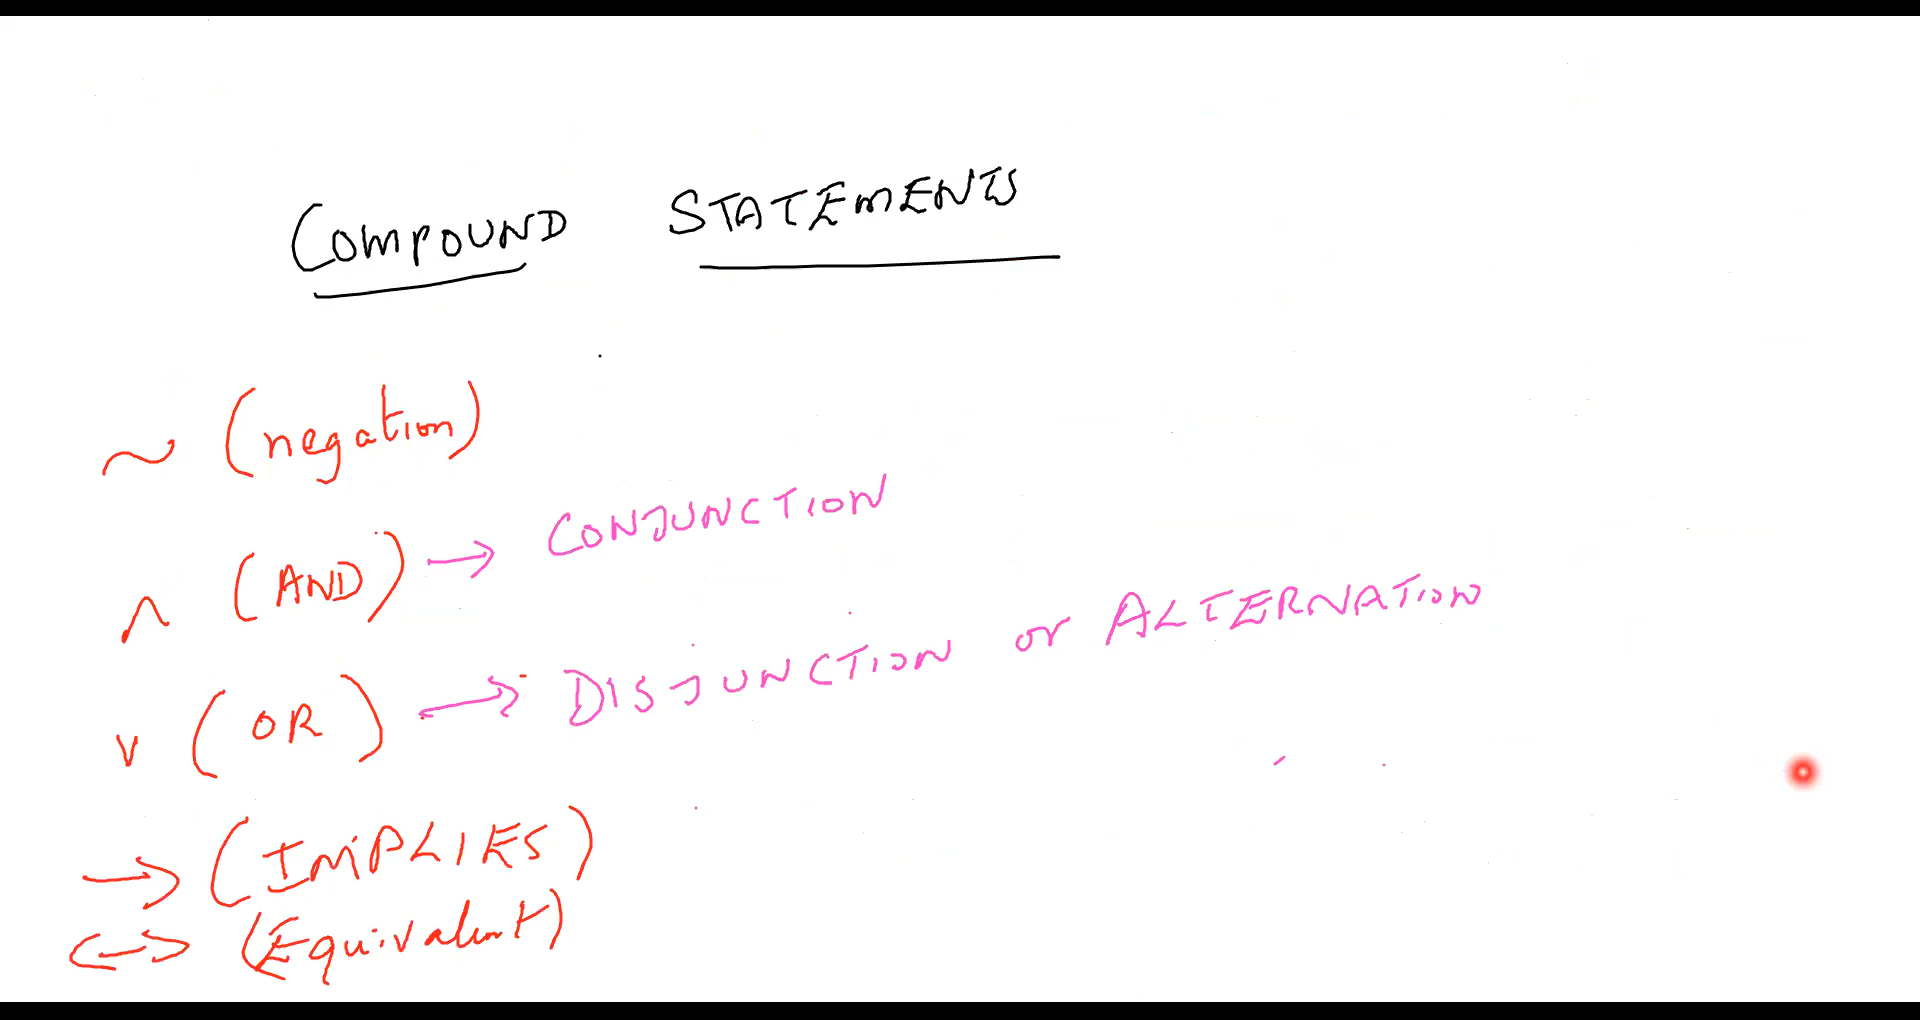 COMPOUND STATEMENTS
~ (negation)
∧ (AND) → CONJUNCTION
∨ (OR) → DISJUNCTION or ALTERNATION
→ (IMPLIES)
↔ (Equivalent)